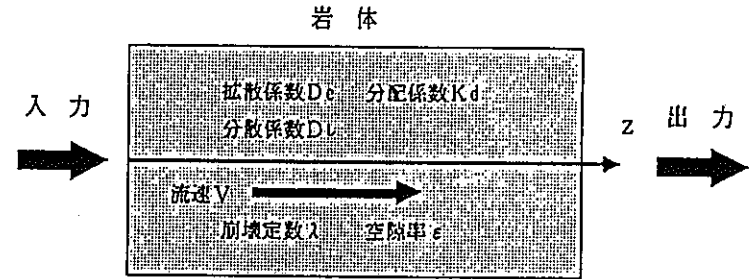 岩 体
拡散係数De 分配係数Kd
入 力
分散係数DL
z 出 力
流速V
崩壊定数λ 空隙率ε